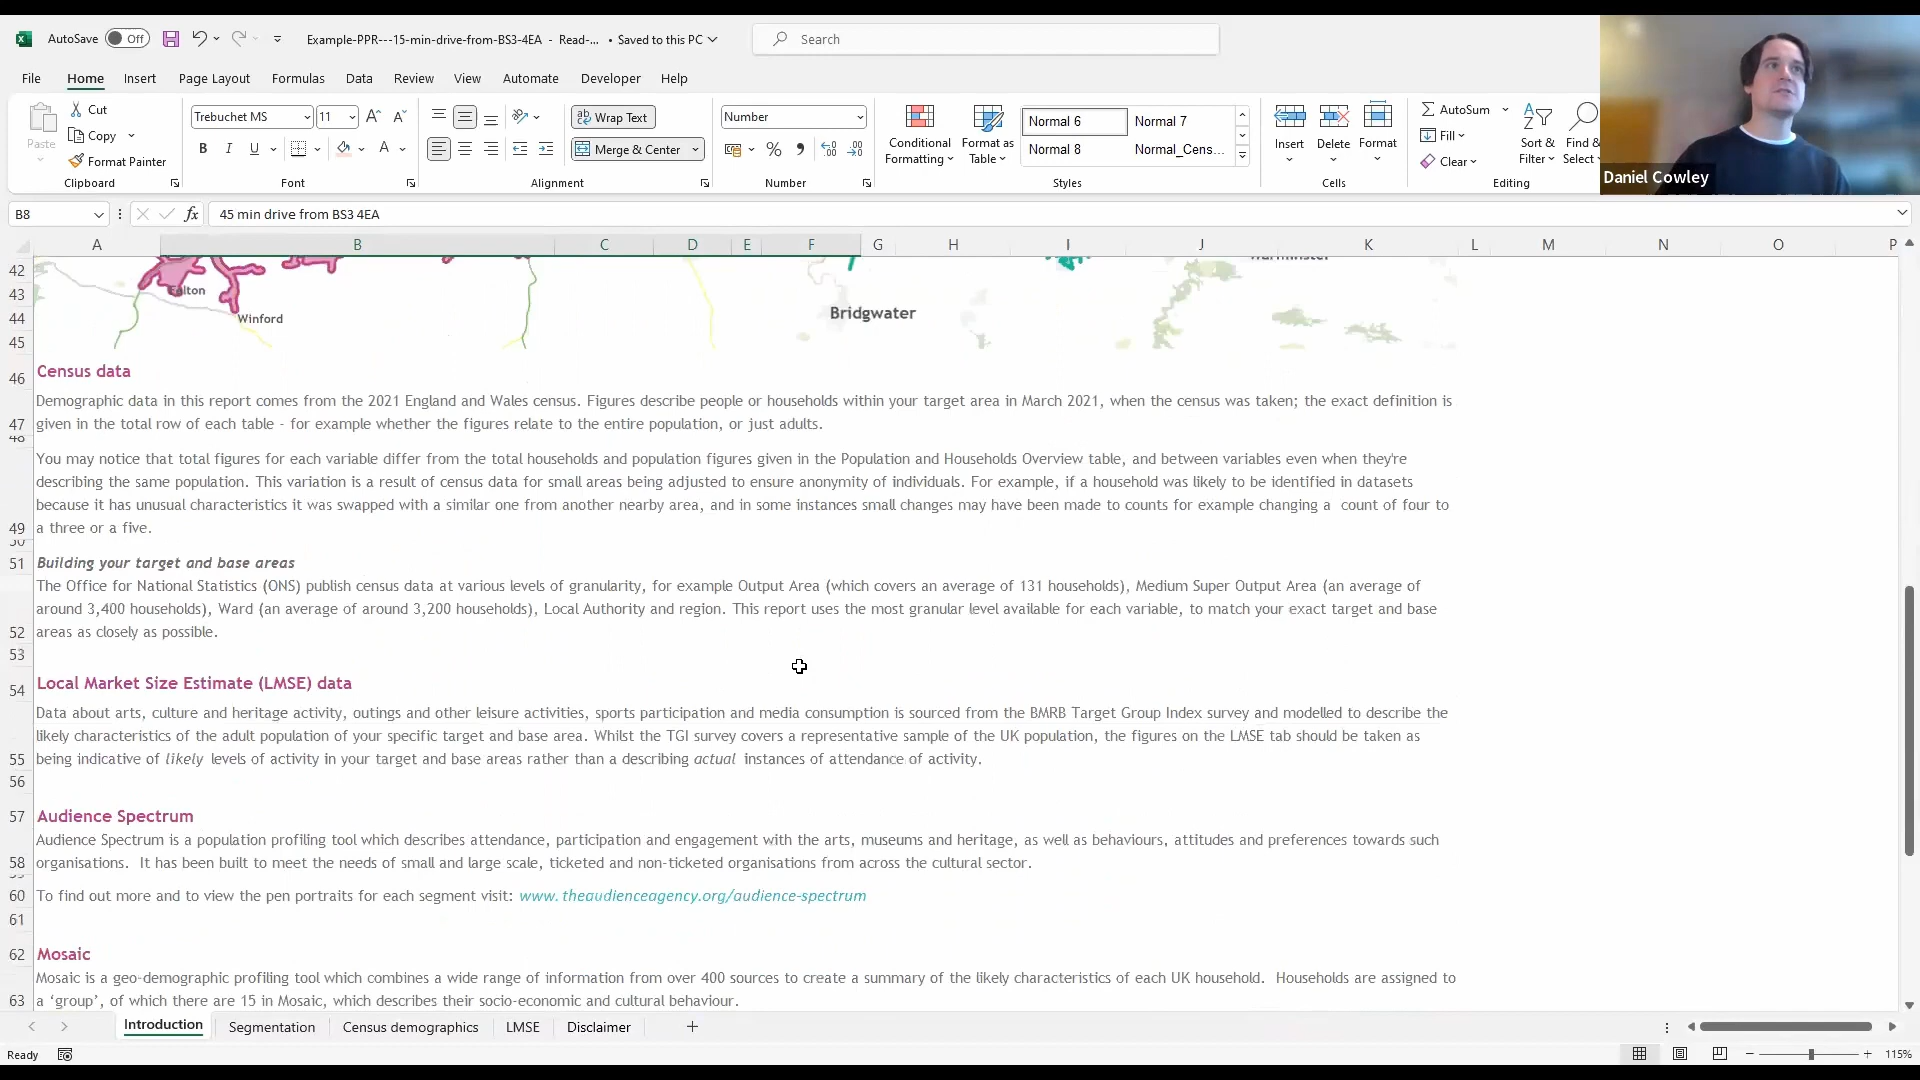 AutoSave Off Example-PPR---15-min-drive-from-BS3-4EA - Read-... • Saved to this PC Search
File Home Insert Page Layout Formulas Data Review View Automate Developer Help
Paste Cut Copy Format Painter Clipboard
Trebuchet MS 11 B I U A Font
Wrap Text Merge & Center Alignment
Number % Number
Conditional Formatting Format as Table Normal 6 Normal 7 Normal 8 Normal_Cens... Styles
Insert Delete Format Cells
AutoSum Fill Clear Sort & Filter Find & Select Editing
Daniel Cowley
B8 fx 45 min drive from BS3 4EA
A B C D E F G H I J K L M N O P
42
43
44 Winford Bridgwater
45
46 Census data
Demographic data in this report comes from the 2021 England and Wales census. Figures describe people or households within your target area in March 2021, when the census was taken; the exact definition is
47 given in the total row of each table - for example whether the figures relate to the entire population, or just adults.
48
You may notice that total figures for each variable differ from the total households and population figures given in the Population and Households Overview table, and between variables even when they're
describing the same population. This variation is a result of census data for small areas being adjusted to ensure anonymity of individuals. For example, if a household was likely to be identified in datasets
because it has unusual characteristics it was swapped with a similar one from another nearby area, and in some instances small changes may have been made to counts for example changing a count of four to
49 a three or a five.
50
51 Building your target and base areas
The Office for National Statistics (ONS) publish census data at various levels of granularity, for example Output Area (which covers an average of 131 households), Medium Super Output Area (an average of
around 3,400 households), Ward (an average of around 3,200 households), Local Authority and region. This report uses the most granular level available for each variable, to match your exact target and base
52 areas as closely as possible.
53
54 Local Market Size Estimate (LMSE) data
Data about arts, culture and heritage activity, outings and other leisure activities, sports participation and media consumption is sourced from the BMRB Target Group Index survey and modelled to describe the
likely characteristics of the adult population of your specific target and base area. Whilst the TGI survey covers a representative sample of the UK population, the figures on the LMSE tab should be taken as
55 being indicative of likely levels of activity in your target and base areas rather than a describing actual instances of attendance of activity.
56
57 Audience Spectrum
Audience Spectrum is a population profiling tool which describes attendance, participation and engagement with the arts, museums and heritage, as well as behaviours, attitudes and preferences towards such
58 organisations. It has been built to meet the needs of small and large scale, ticketed and non-ticketed organisations from across the cultural sector.
60 To find out more and to view the pen portraits for each segment visit: www. theaudienceagency.org/audience-spectrum
61
62 Mosaic
Mosaic is a geo-demographic profiling tool which combines a wide range of information from over 400 sources to create a summary of the likely characteristics of each UK household. Households are assigned to
63 a ‘group’, of which there are 15 in Mosaic, which describes their socio-economic and cultural behaviour.
Introduction Segmentation Census demographics LMSE Disclaimer
Ready 115%